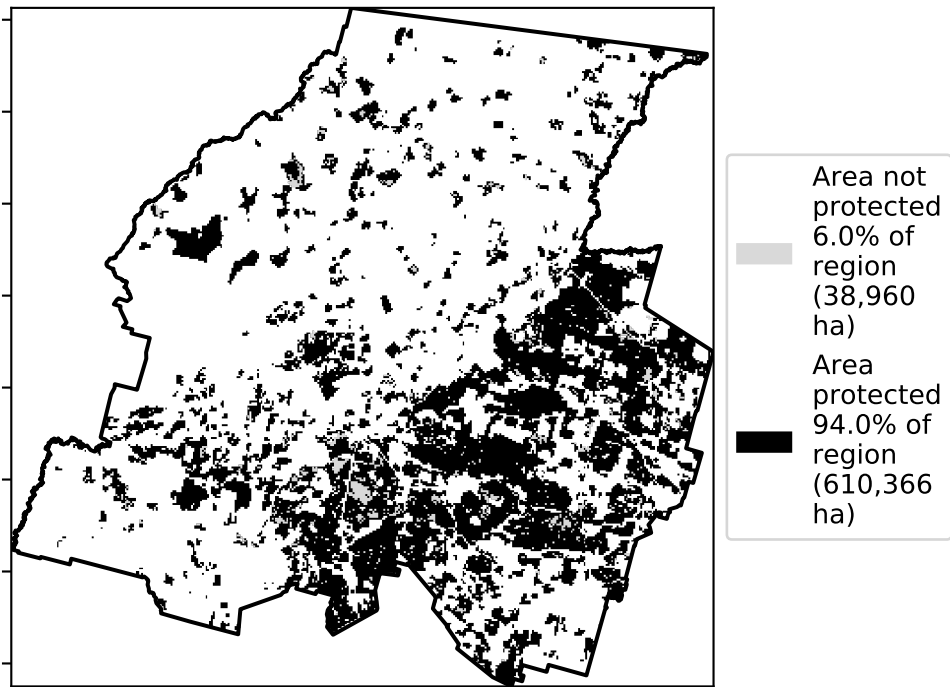 Area not
protected
6.0% of
region
(38,960
ha)
Area
protected
94.0% of
region
(610,366
ha)